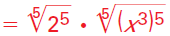 = ⁵√2⁵ • ⁵√(x³)⁵